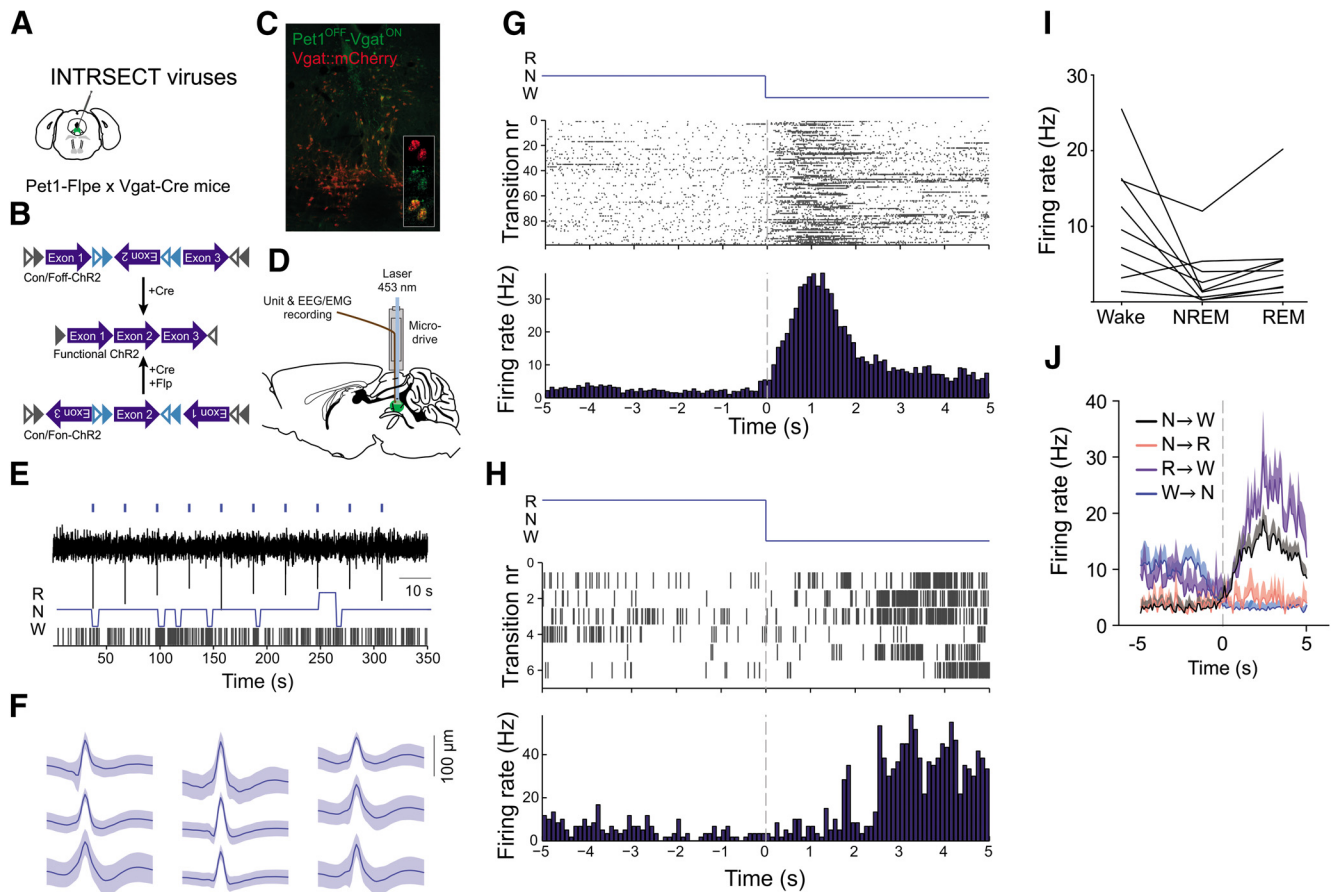 A
INTRSECT viruses
Pet1-Flpe x Vgat-Cre mice
B
Exon 1
Exon 2
Exon 3
Con/Foff-ChR2
+Cre
Exon 1
Exon 2
Exon 3
Functional ChR2
+Cre
+Flp
Exon 3
Exon 2
Exon 1
Con/Fon-ChR2
C
Pet1OFF-VgatON
Vgat::mCherry
D
Laser
453 nm
Unit & EEG/EMG
recording
Micro-
drive
E
10 s
R
N
W
50 100 150 200 250 300 350
Time (s)
F
100 µm
G
R
N
W
0
20
40
60
80
Transition nr
30
20
10
0
Firing rate (Hz)
−5 −4 −3 −2 −1 0 1 2 3 4 5
Time (s)
H
R
N
W
0
2
4
6
Transition nr
40
20
0
Firing rate (Hz)
−5 −4 −3 −2 −1 0 1 2 3 4 5
Time (s)
I
30
20
10
Firing rate (Hz)
Wake NREM REM
J
40
30
20
10
0
Firing rate (Hz)
N→W
N→R
R→W
W→N
-5 0 5
Time (s)